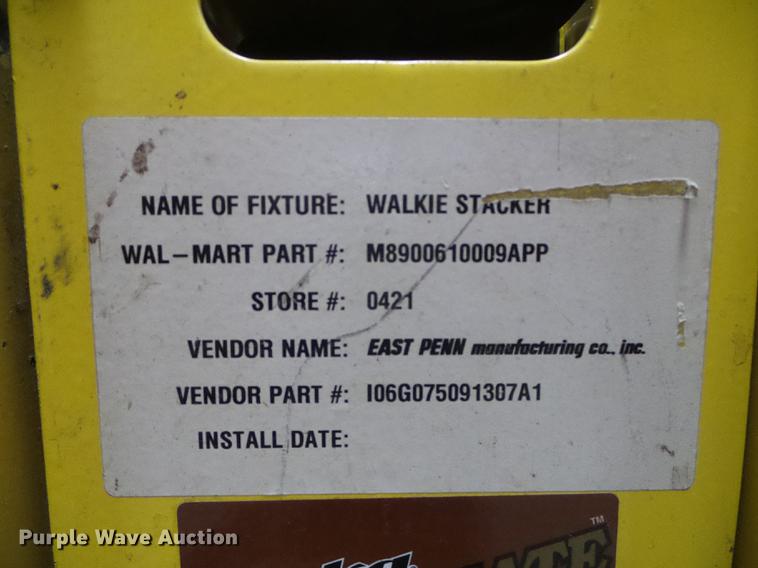 NAME OF FIXTURE: WALKIE STACKER
WAL-MART PART #: M8900610009APP
STORE #: 0421
VENDOR NAME: EAST PENN manufacturing co., inc.
VENDOR PART #: I06G075091307A1
INSTALL DATE:
TM
Purple Wave Auction